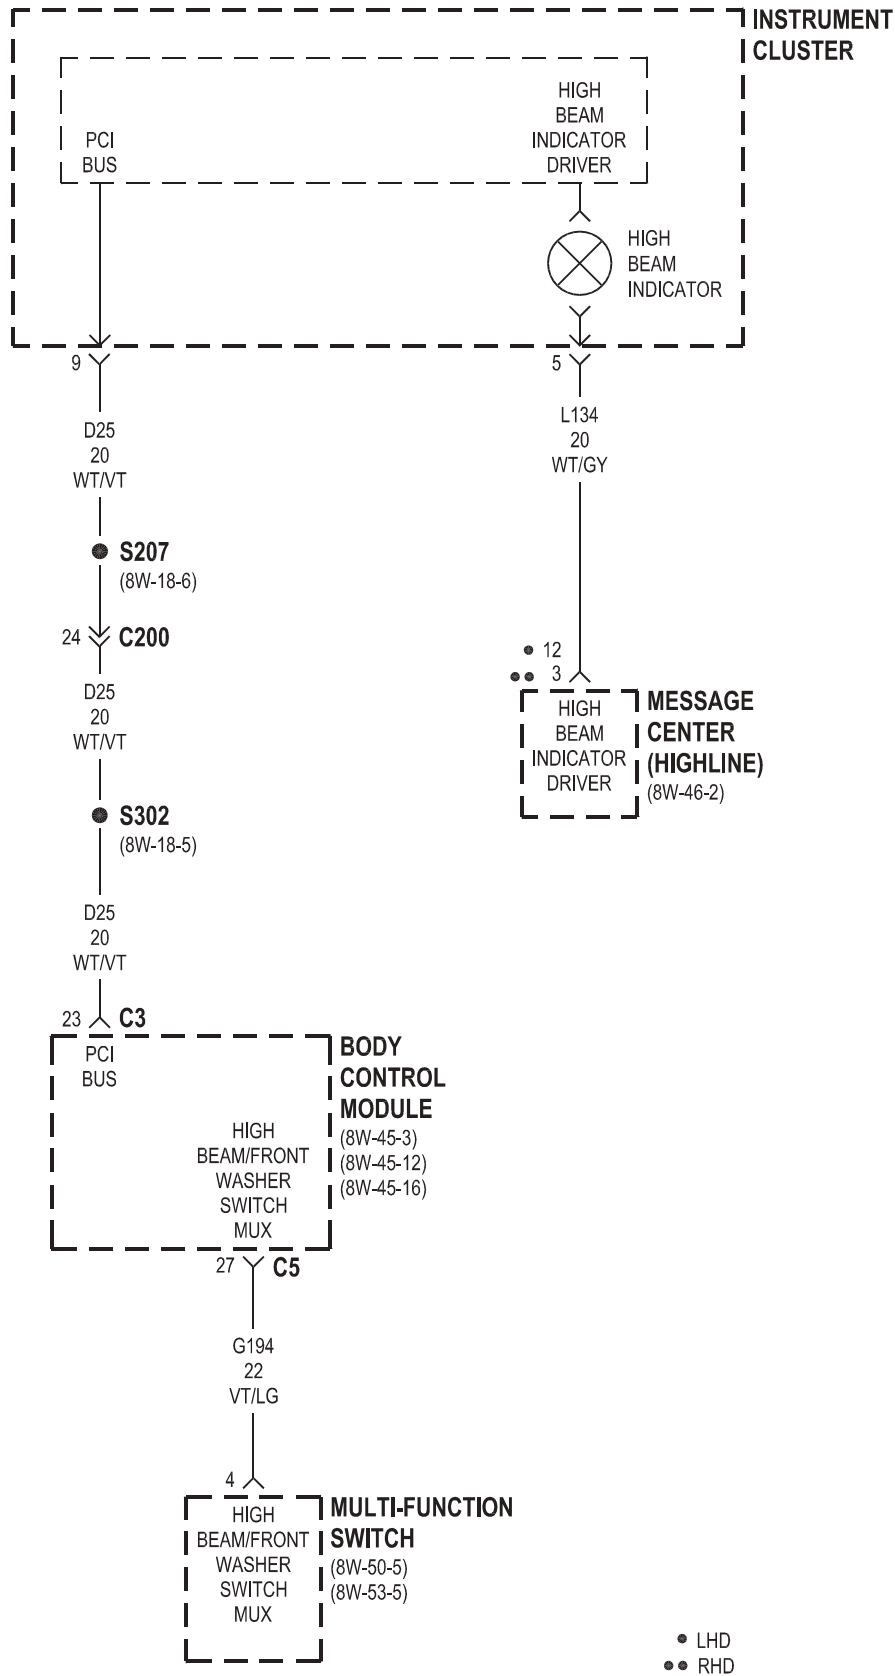 INSTRUMENT
CLUSTER
HIGH
BEAM
INDICATOR
DRIVER
PCI
BUS
HIGH
BEAM
INDICATOR
9
5
D25
20
WT/VT
L134
20
WT/GY
S207
(8W-18-6)
24
C200
12
3
D25
20
WT/VT
HIGH
BEAM
INDICATOR
DRIVER
MESSAGE
CENTER
(HIGHLINE)
(8W-46-2)
S302
(8W-18-5)
D25
20
WT/VT
23
C3
PCI
BUS
BODY
CONTROL
MODULE
(8W-45-3)
(8W-45-12)
(8W-45-16)
HIGH
BEAM/FRONT
WASHER
SWITCH
MUX
27
C5
G194
22
VT/LG
4
HIGH
BEAM/FRONT
WASHER
SWITCH
MUX
MULTI-FUNCTION
SWITCH
(8W-50-5)
(8W-53-5)
LHD
RHD